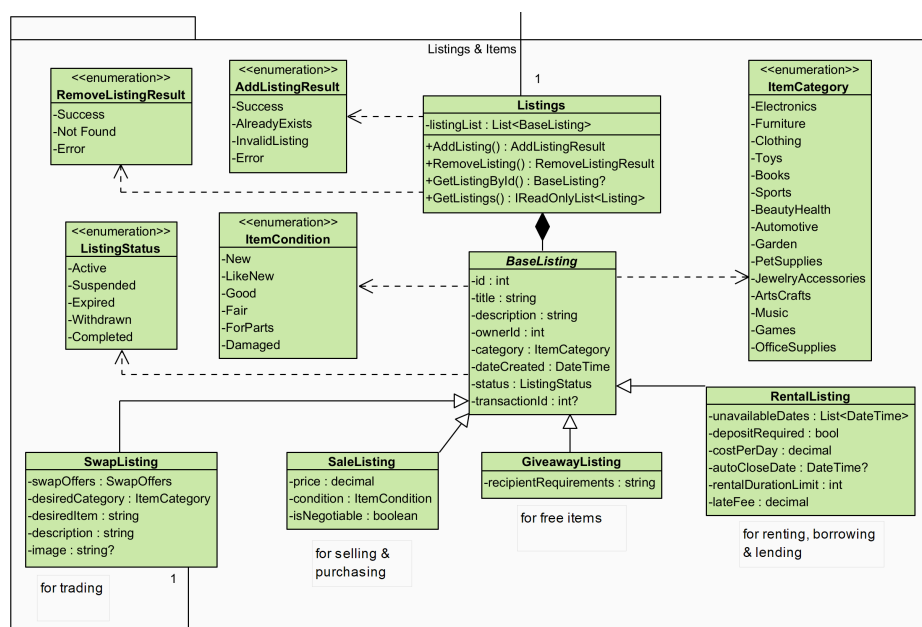 Listings & Items
1
<<enumeration>>
RemoveListingResult
-Success
-Not Found
-Error
<<enumeration>>
AddListingResult
-Success
-AlreadyExists
-InvalidListing
-Error
Listings
-listingList : List<BaseListing>
+AddListing() : AddListingResult
+RemoveListing() : RemoveListingResult
+GetListingById() : BaseListing?
+GetListings() : IReadOnlyList<Listing>
<<enumeration>>
ItemCategory
-Electronics
-Furniture
-Clothing
-Toys
-Books
-Sports
-BeautyHealth
-Automotive
-Garden
-PetSupplies
-JewelryAccessories
-ArtsCrafts
-Music
-Games
-OfficeSupplies
<<enumeration>>
ListingStatus
-Active
-Suspended
-Expired
-Withdrawn
-Completed
<<enumeration>>
ItemCondition
-New
-LikeNew
-Good
-Fair
-ForParts
-Damaged
BaseListing
-id : int
-title : string
-description : string
-ownerId : int
-category : ItemCategory
-dateCreated : DateTime
-status : ListingStatus
-transactionId : int?
SwapListing
-swapOffers : SwapOffers
-desiredCategory : ItemCategory
-desiredItem : string
-description : string
-image : string?
for trading
1
SaleListing
-price : decimal
-condition : ItemCondition
-isNegotiable : boolean
for selling &
purchasing
GiveawayListing
-recipientRequirements : string
for free items
RentalListing
-unavailableDates : List<DateTime>
-depositRequired : bool
-costPerDay : decimal
-autoCloseDate : DateTime?
-rentalDurationLimit : int
-lateFee : decimal
for renting, borrowing
& lending